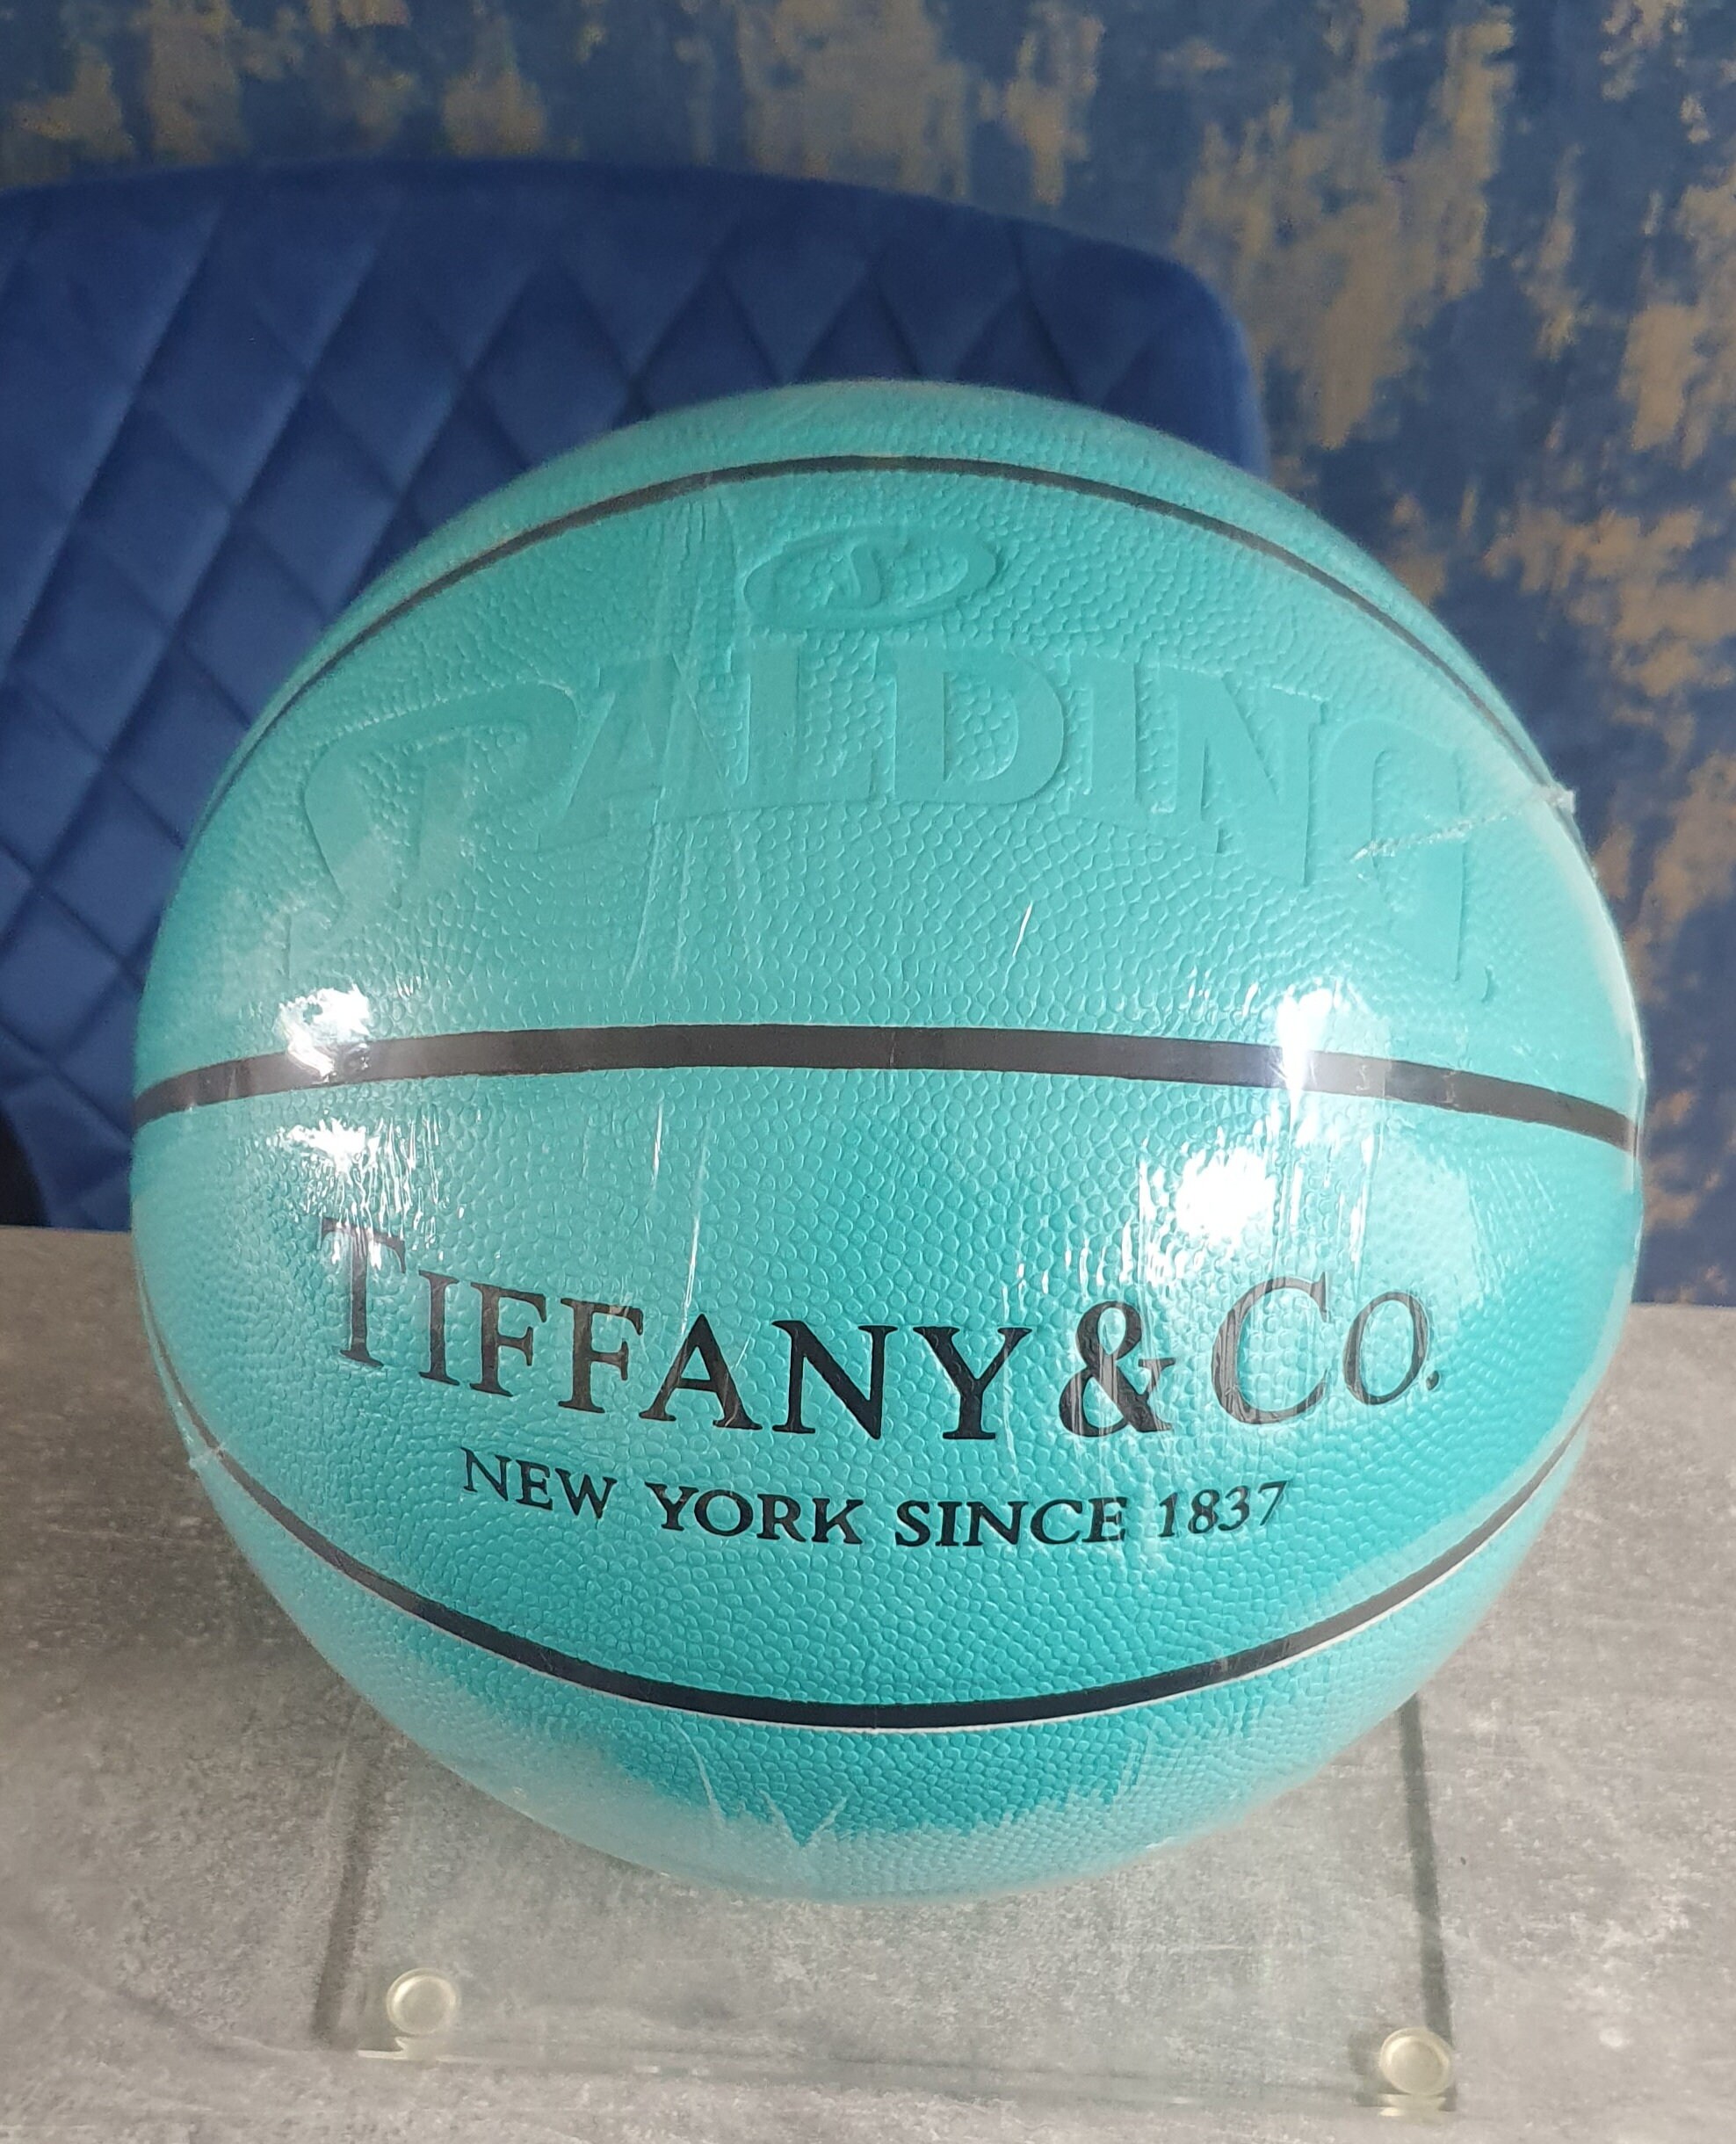 S
SPALDING
TIFFANY & CO.
NEW YORK SINCE 1837